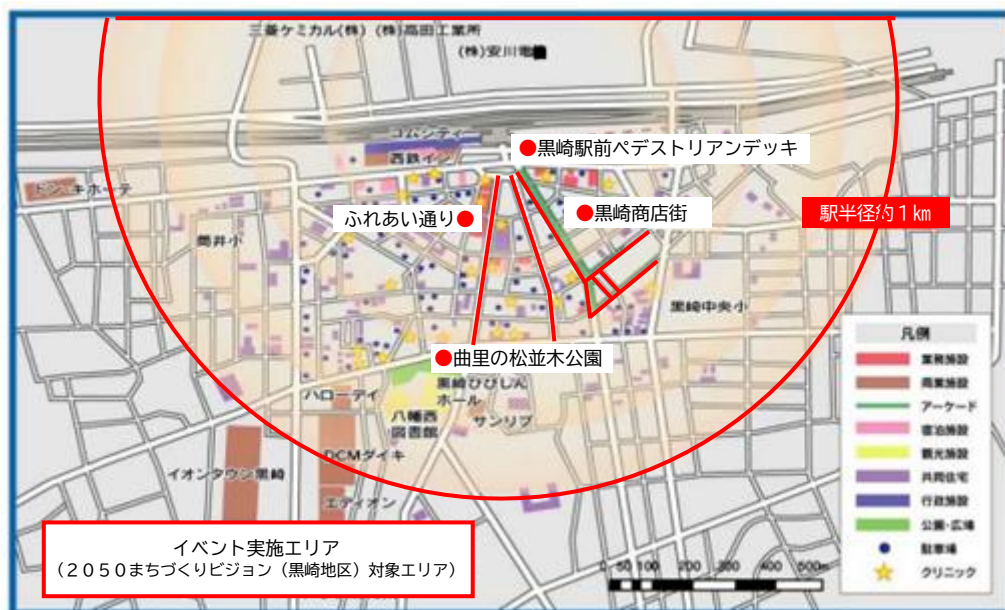 三菱ケミカル(株) (株)高田工業所
(株)安川電
コムシティ
西鉄イン
●黒崎駅前ペデストリアンデッキ
ドン・キホーテ
ふれあい通り●
●黒崎商店街
駅半径約1㎞
筒井小
黒崎中央小
●曲里の松並木公園
黒崎ひびしん
ホール
ハローデイ
八幡西
図書館
サンリブ
DCMダイキ
イオンタウン黒崎
エディオン
凡例
業務施設
商業施設
アーケード
宿泊施設
観光施設
共同住宅
行政施設
公園・広場
駐車場
クリニック
イベント実施エリア
(2050まちづくりビジョン(黒崎地区)対象エリア)
0 50 100 200 300 400 500m